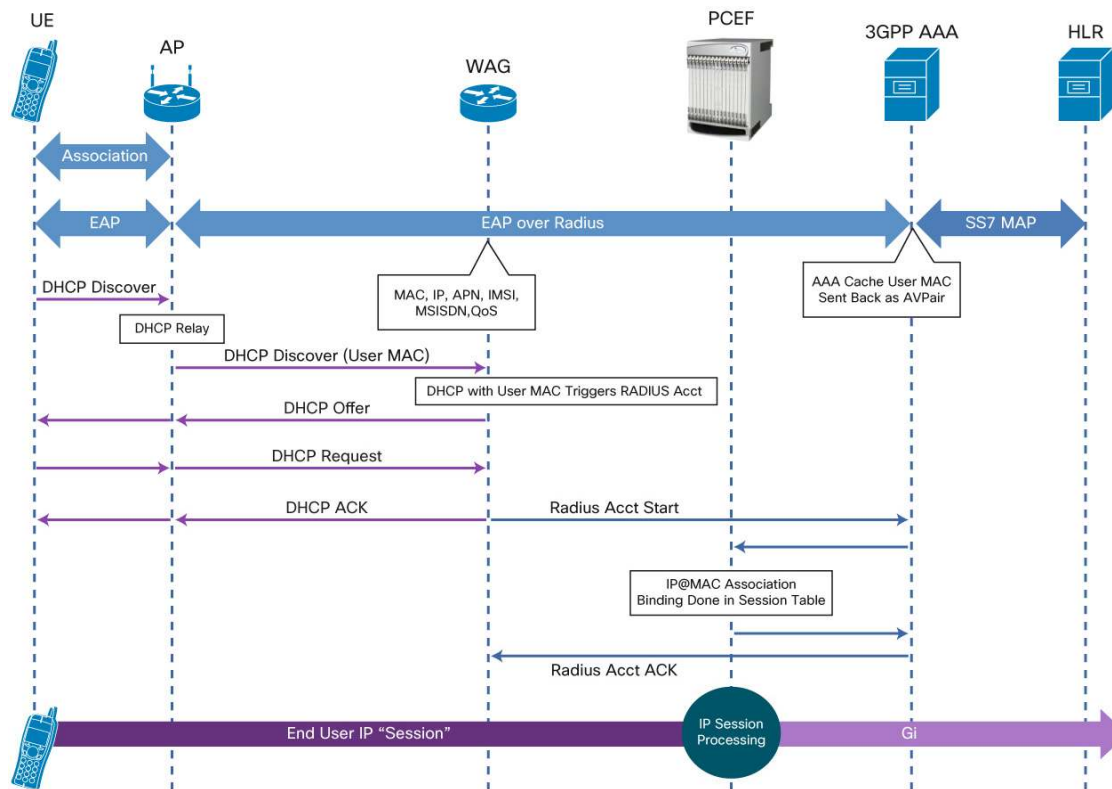 UE
AP
WAG
PCEF
3GPP AAA
HLR
Association
EAP
EAP over Radius
SS7 MAP
MAC, IP, APN, IMSI,
MSISDN,QoS
AAA Cache User MAC
Sent Back as AVPair
DHCP Discover
DHCP Relay
DHCP Discover (User MAC)
DHCP with User MAC Triggers RADIUS Acct
DHCP Offer
DHCP Request
DHCP ACK
Radius Acct Start
IP@MAC Association
Binding Done in Session Table
Radius Acct ACK
End User IP “Session”
IP Session
Processing
Gi